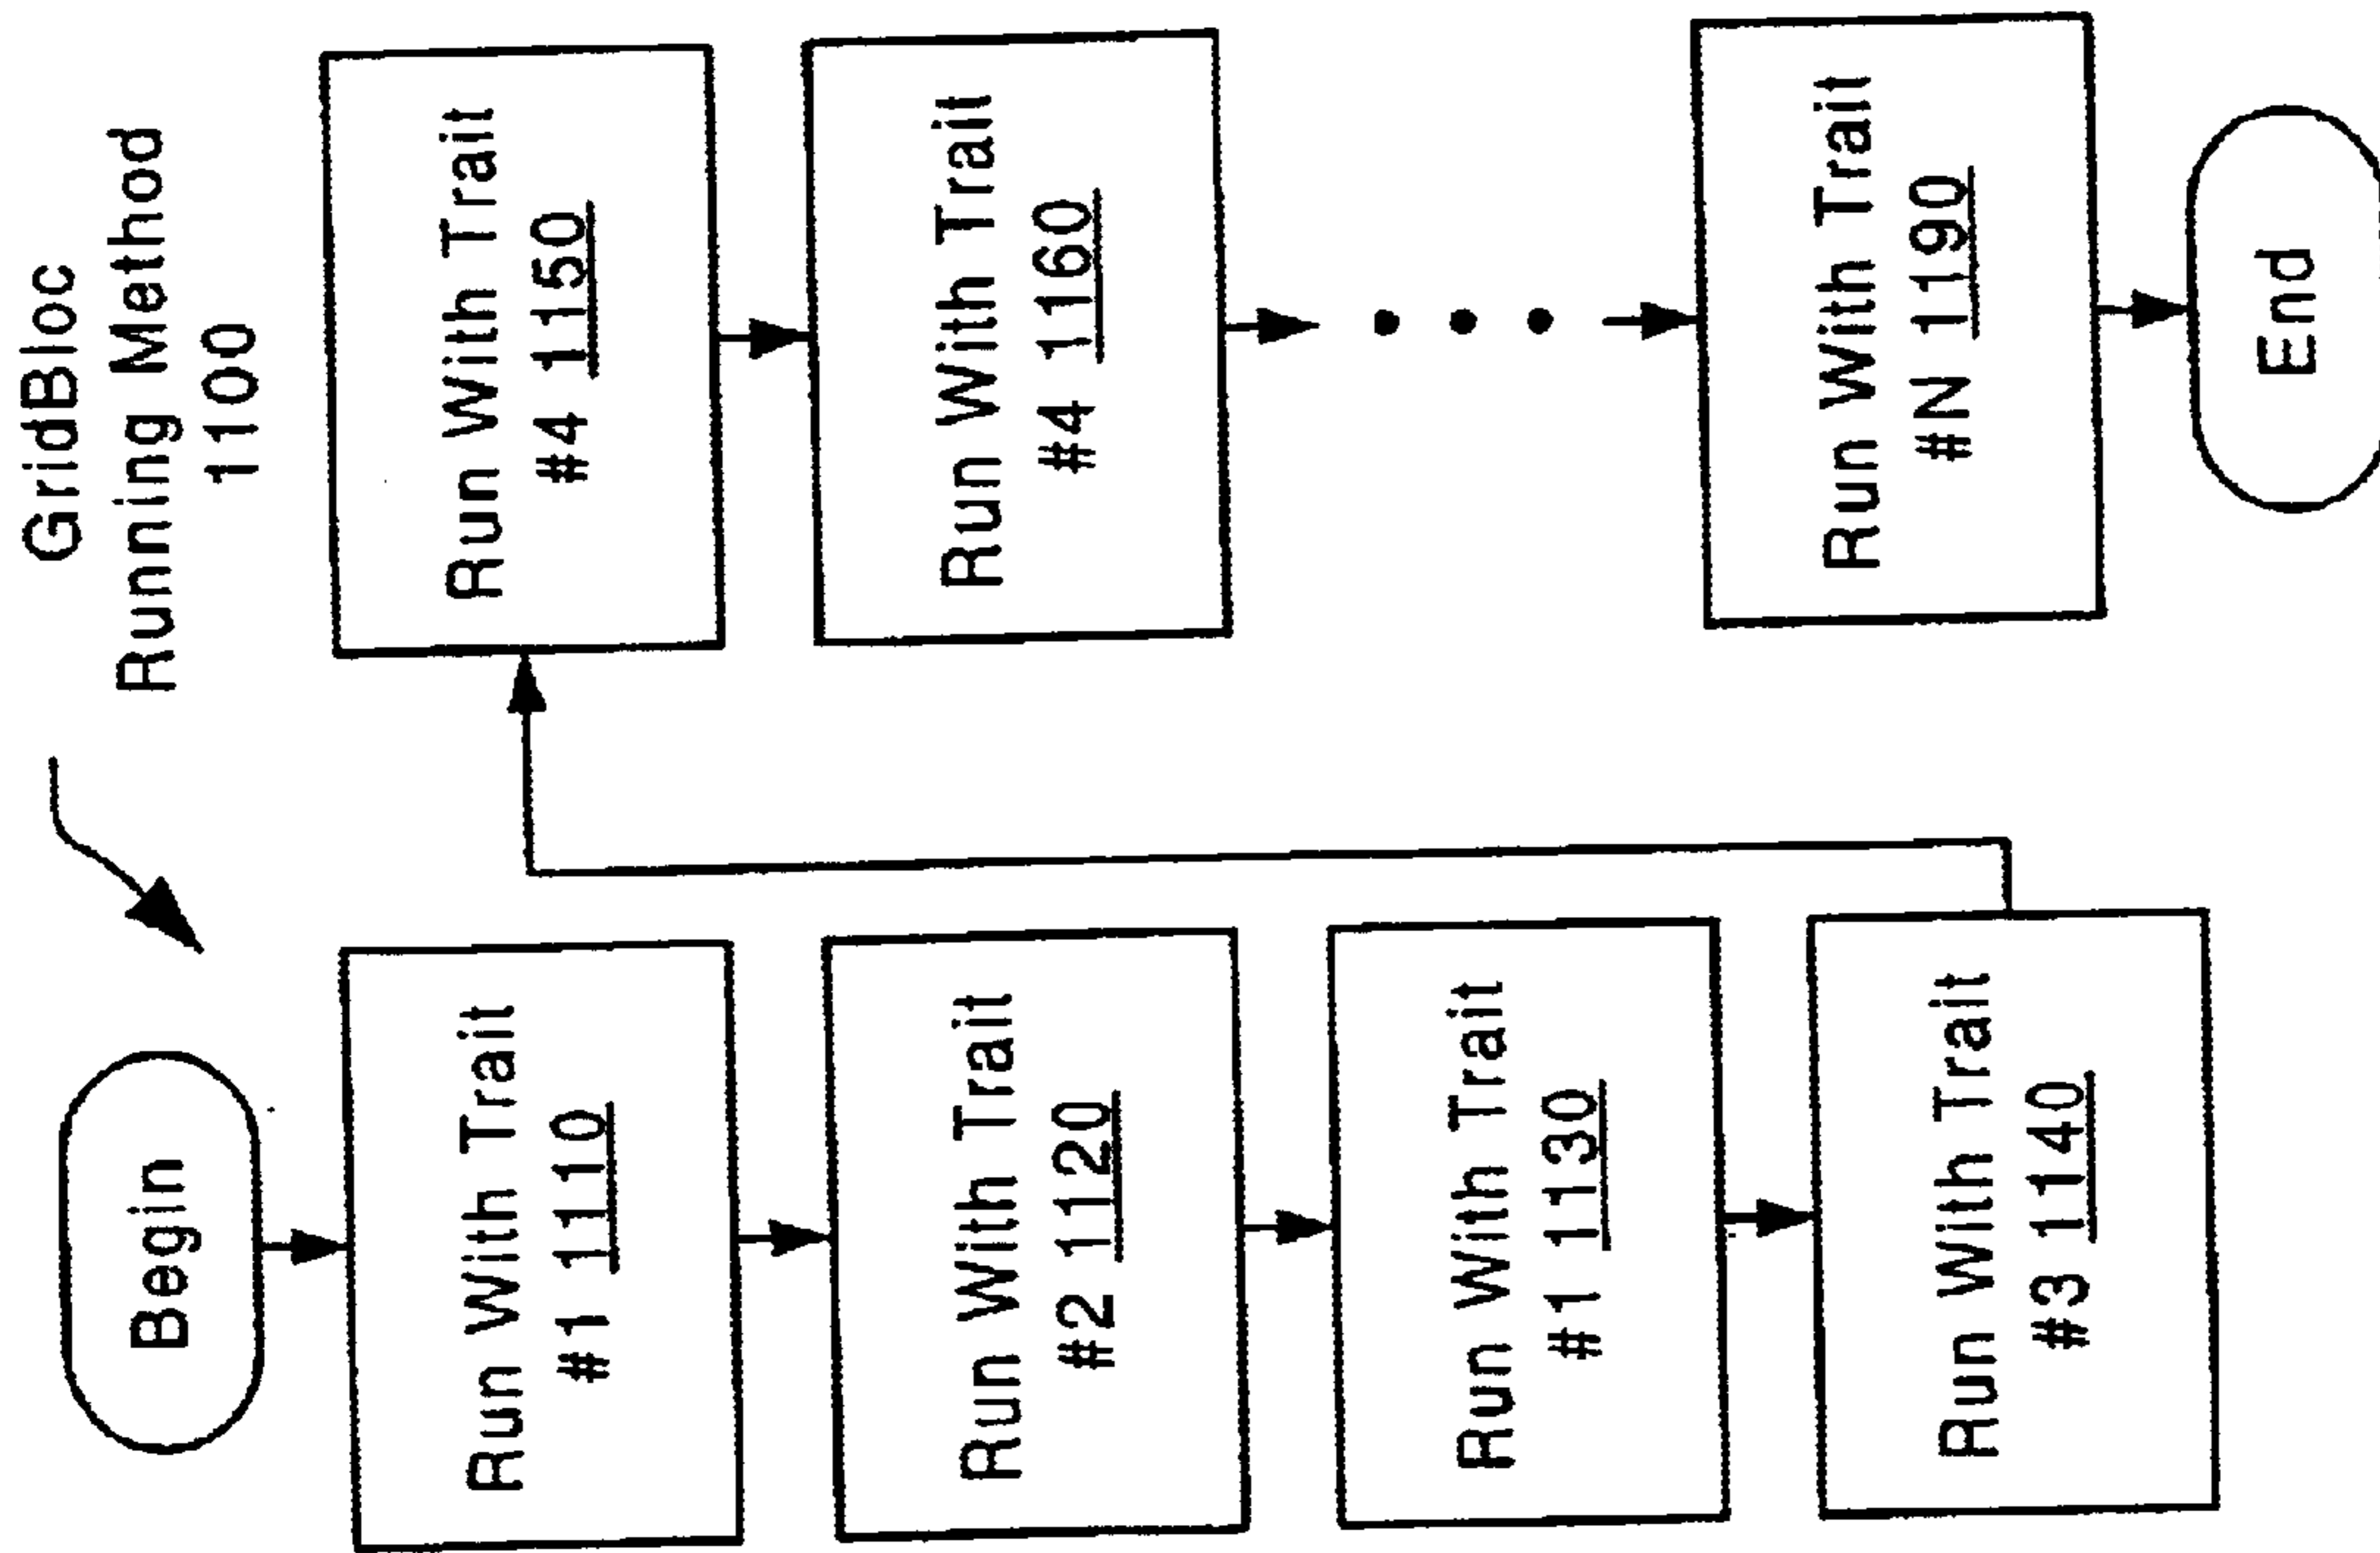 GridBloc
Running Method
1100
Begin
Run With Trait
#1 1110
Run With Trait
#2 1120
Run With Trait
#1 1130
Run With Trait
#3 1140
Run With Trait
#4 1150
Run With Trait
#4 1160
Run With Trait
#N 1190
End